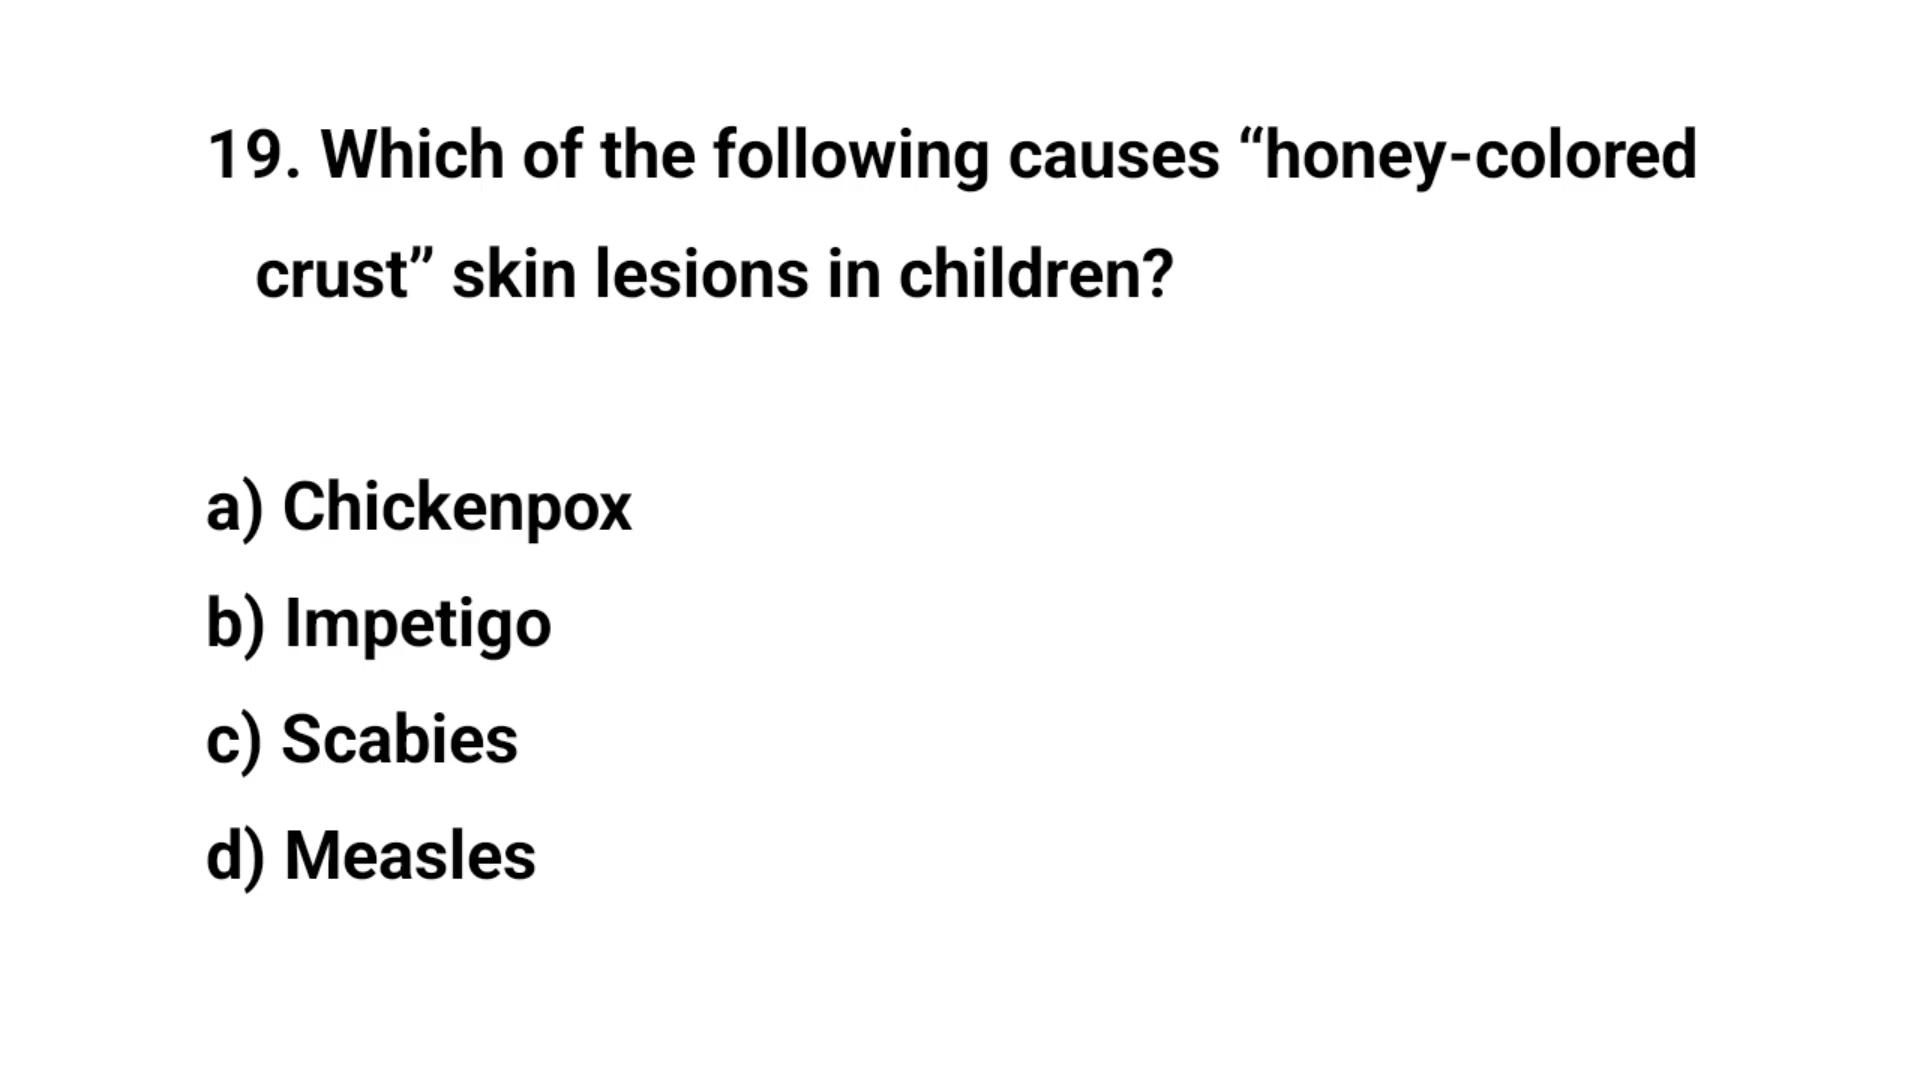 19. Which of the following causes “honey-colored
crust” skin lesions in children?
a) Chickenpox
b) Impetigo
c) Scabies
d) Measles